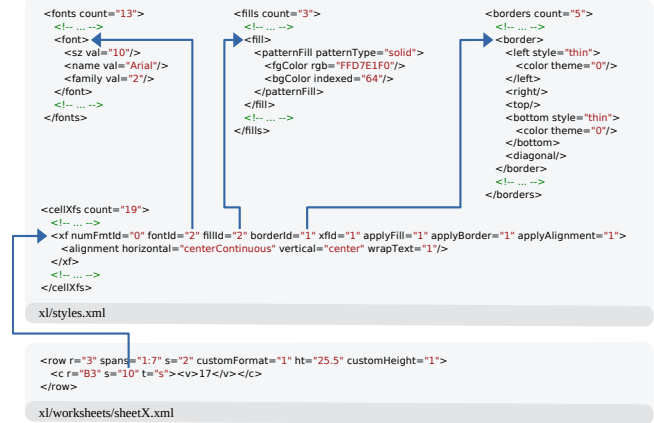 <fonts count="13">
<!-- ... -->
<font>
<sz val="10"/>
<name val="Arial"/>
<family val="2"/>
</font>
<!-- ... -->
</fonts>
<fills count="3">
<!-- ... -->
<fill>
<patternFill patternType="solid">
<fgColor rgb="FFD7E1F0"/>
<bgColor indexed="64"/>
</patternFill>
</fill>
<!-- ... -->
</fills>
<borders count="5">
<!-- ... -->
<border>
<left style="thin">
<color theme="0"/>
</left>
<right/>
<top/>
<bottom style="thin">
<color theme="0"/>
</bottom>
<diagonal/>
</border>
<!-- ... -->
</borders>
<cellXfs count="19">
<!-- ... -->
<xf numFmtId="0" fontId="2" fillId="2" borderId="1" xfId="1" applyFill="1" applyBorder="1" applyAlignment="1">
<alignment horizontal="centerContinuous" vertical="center" wrapText="1"/>
</xf>
<!-- ... -->
</cellXfs>
xl/styles.xml
<row r="3" spans="1:7" s="2" customFormat="1" ht="25.5" customHeight="1">
<c r="B3" s="10" t="s"><v>17</v></c>
</row>
xl/worksheets/sheetX.xml